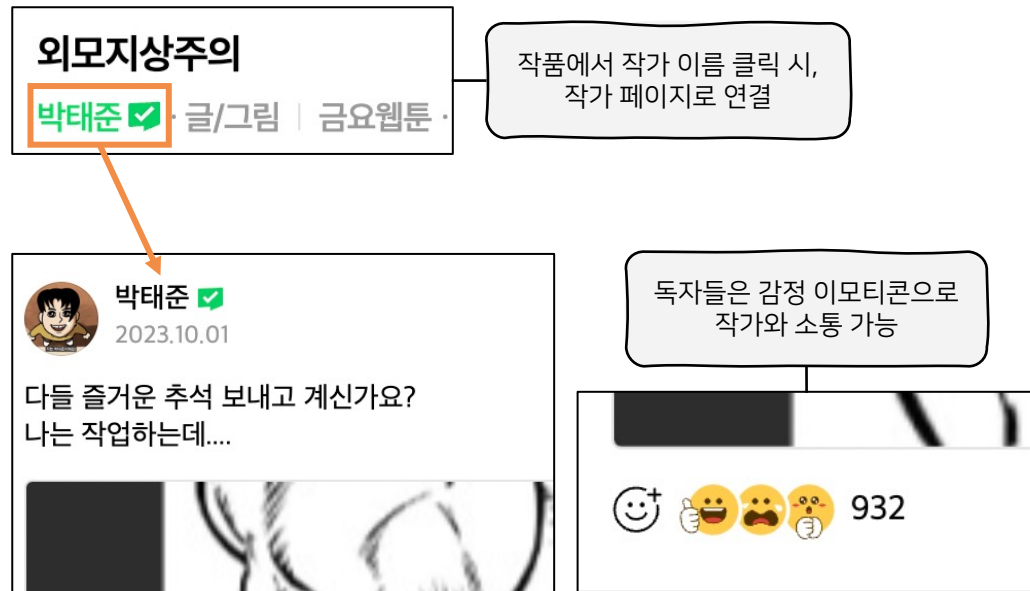 외모지상주의
박태준 · 글/그림 | 금요웹툰 ·
작품에서 작가 이름 클릭 시,
작가 페이지로 연결
박태준
2023.10.01
다들 즐거운 추석 보내고 계신가요?
나는 작업하는데....
독자들은 감정 이모티콘으로
작가와 소통 가능
932